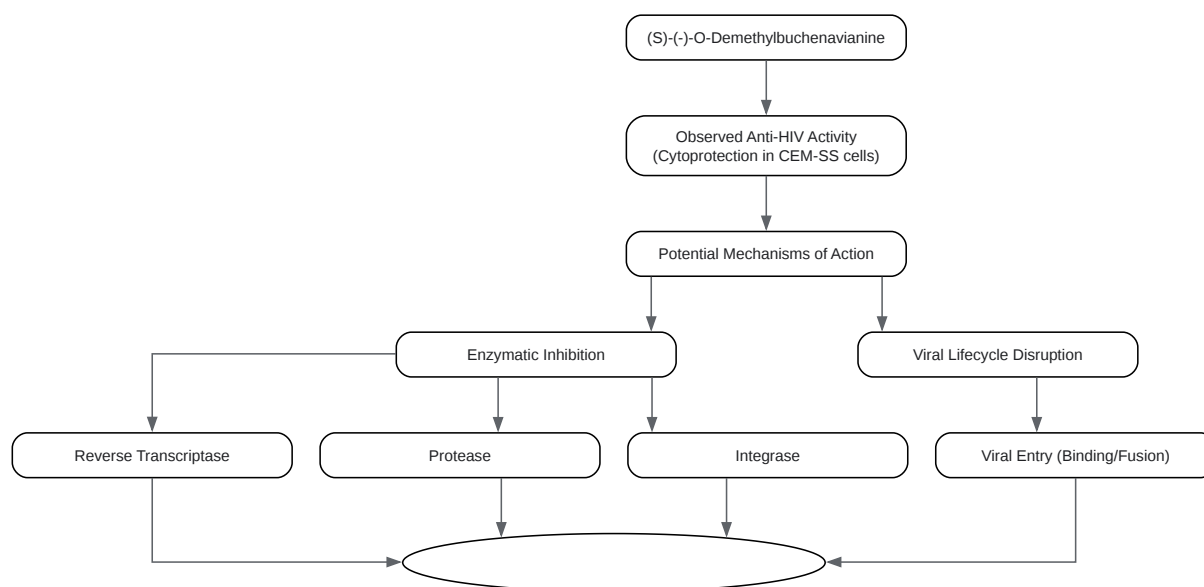 (S)-(-)-O-Demethylbuchenavianine
Observed Anti-HIV Activity
(Cytoprotection in CEM-SS cells)
Potential Mechanisms of Action
Enzymatic Inhibition
Viral Lifecycle Disruption
Reverse Transcriptase
Protease
Integrase
Viral Entry (Binding/Fusion)